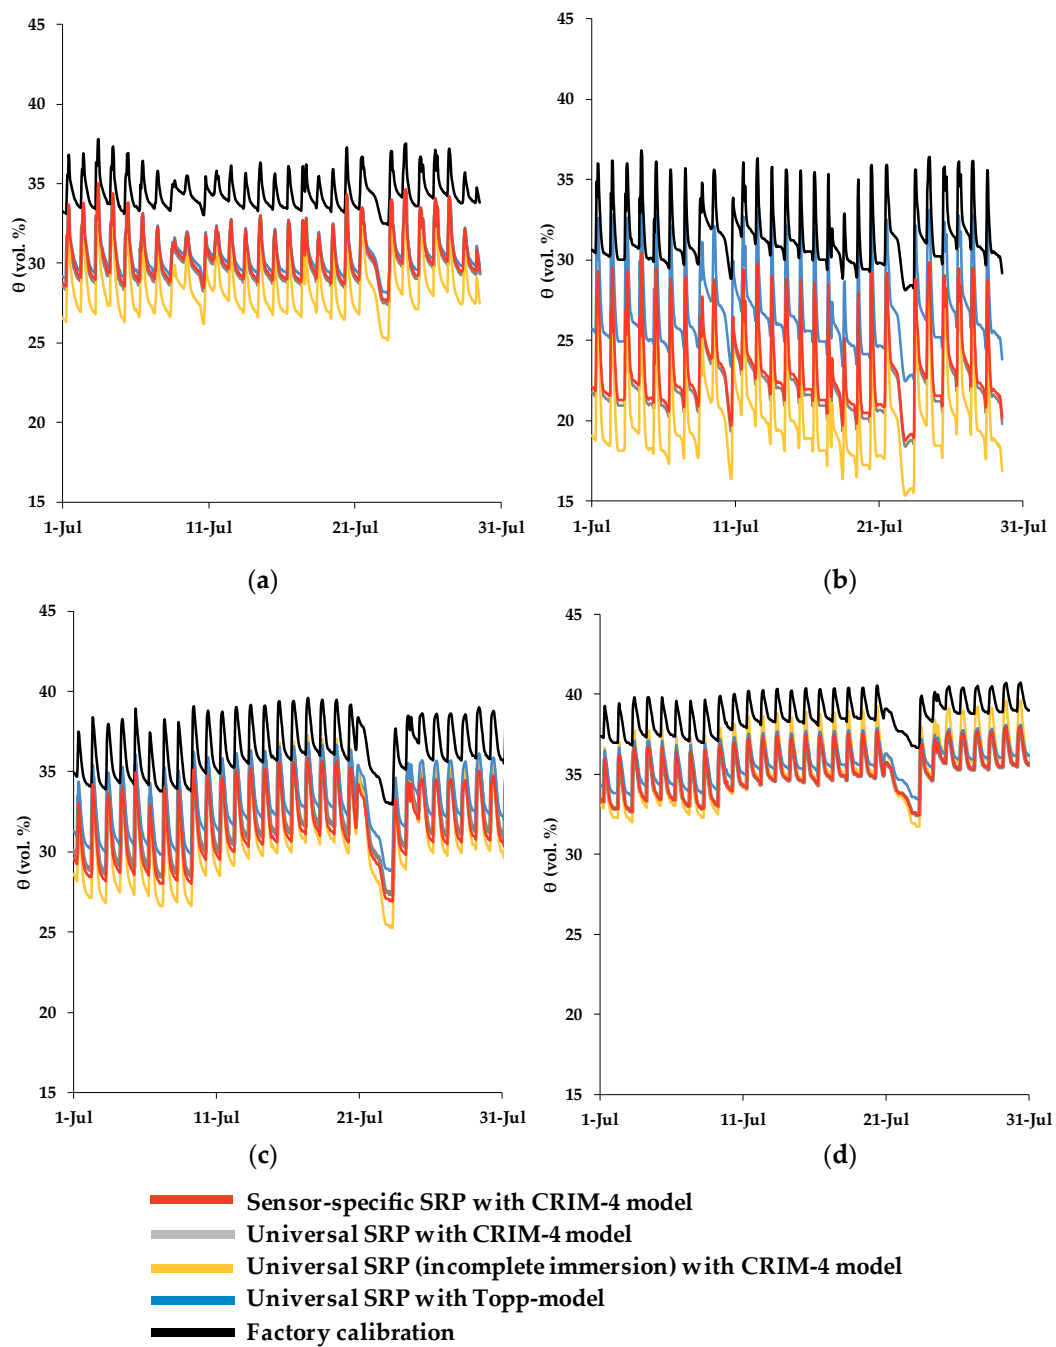 45
40
35
30
25
20
15
θ (vol. %)
1-Jul 11-Jul 21-Jul 31-Jul
(a)
45
40
35
30
25
20
15
θ (vol. %)
1-Jul 11-Jul 21-Jul 31-Jul
(b)
45
40
35
30
25
20
15
θ (vol. %)
1-Jul 11-Jul 21-Jul 31-Jul
(c)
45
40
35
30
25
20
15
θ (vol. %)
1-Jul 11-Jul 21-Jul 31-Jul
(d)
Sensor-specific SRP with CRIM-4 model
Universal SRP with CRIM-4 model
Universal SRP (incomplete immersion) with CRIM-4 model
Universal SRP with Topp-model
Factory calibration